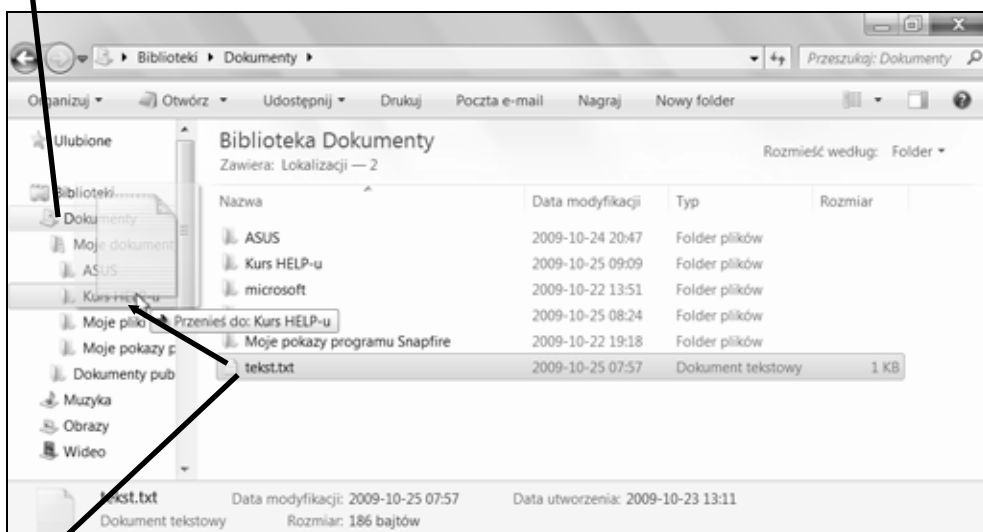 Biblioteki Dokumenty
Przeszukaj: Dokumenty
Organizuj Otwórz Udostępnij Drukuj Poczta e-mail Nagraj Nowy folder
Ulubione
Biblioteki
Dokumenty
Moje dokument
ASUS
Kurs HELP-u
Moje pliki
Moje pokazy p
Dokumenty pub
Muzyka
Obrazy
Wideo
Przenieś do: Kurs HELP-u
Biblioteka Dokumenty
Zawiera: Lokalizacji — 2
Rozmieść według: Folder
Nazwa Data modyfikacji Typ Rozmiar
ASUS 2009-10-24 20:47 Folder plików
Kurs HELP-u 2009-10-25 09:09 Folder plików
microsoft 2009-10-22 13:51 Folder plików
2009-10-25 08:24 Folder plików
Moje pokazy programu Snapfire 2009-10-22 19:18 Folder plików
tekst.txt 2009-10-25 07:57 Dokument tekstowy 1 KB
tekst.txt Data modyfikacji: 2009-10-25 07:57 Data utworzenia: 2009-10-23 13:11
Dokument tekstowy Rozmiar: 186 bajtów